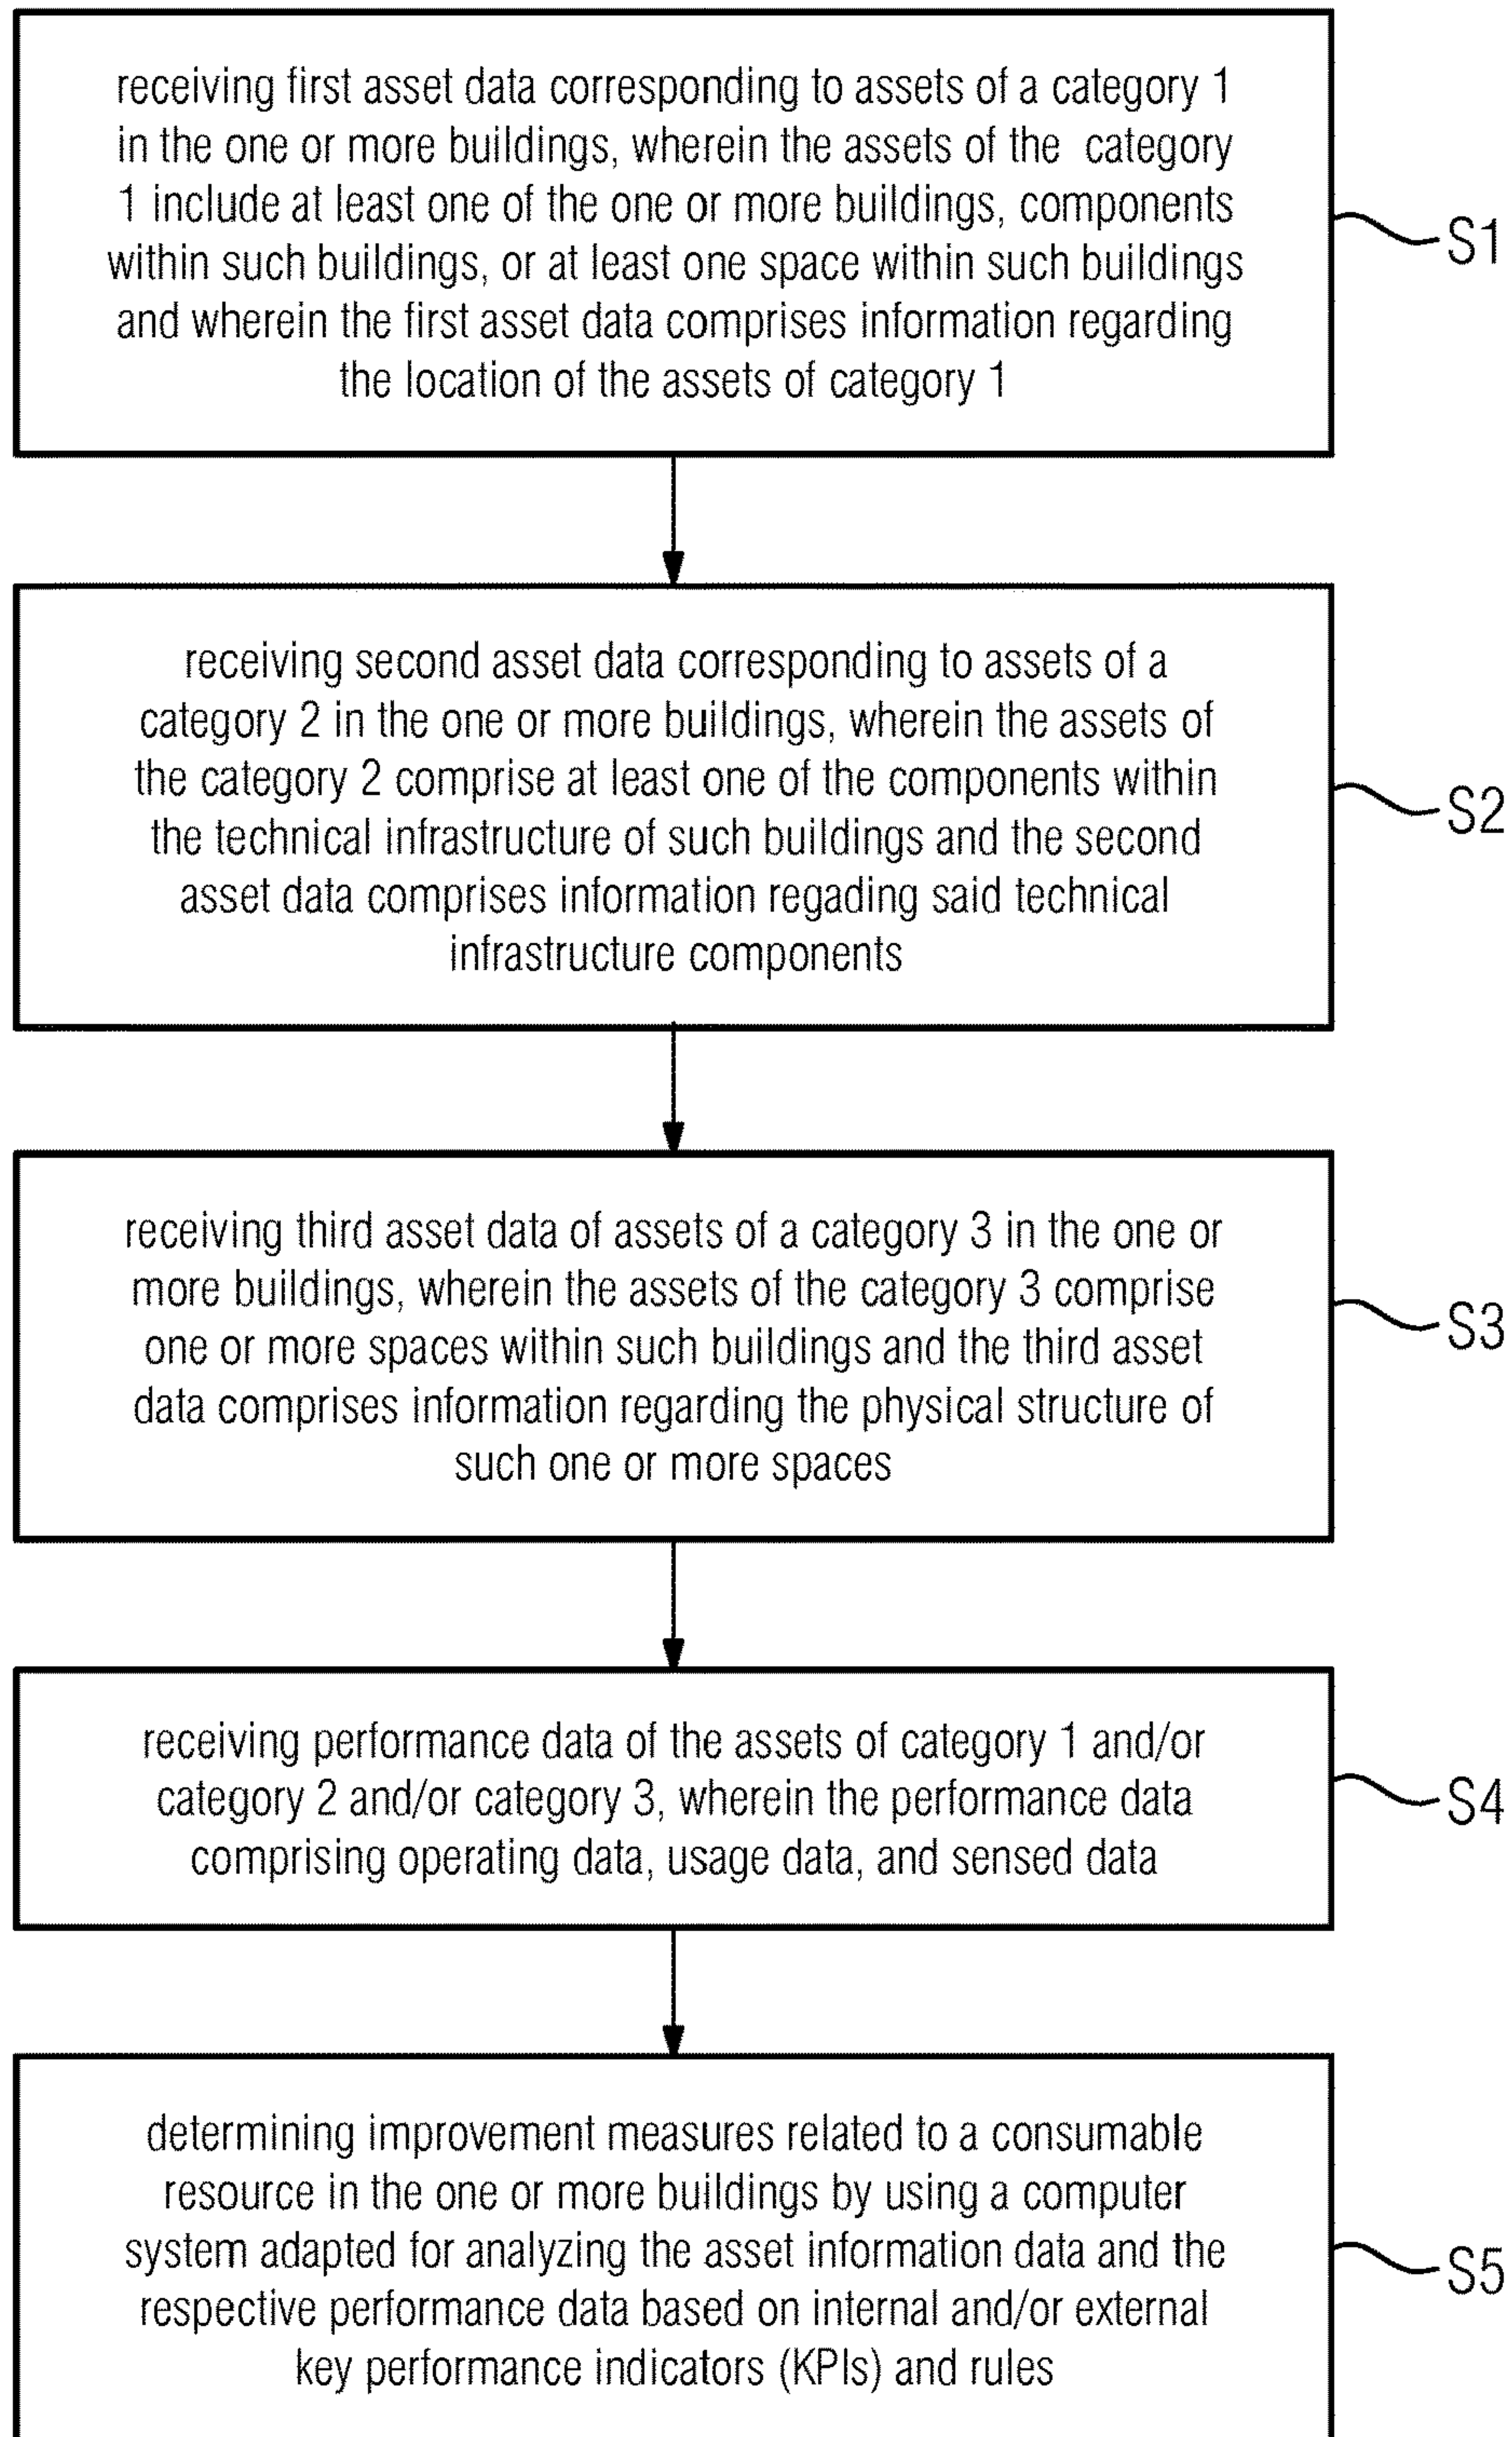 receiving first asset data corresponding to assets of a category 1
in the one or more buildings, wherein the assets of the category
1 include at least one of the one or more buildings, components
within such buildings, or at least one space within such buildings
and wherein the first asset data comprises information regarding
the location of the assets of category 1
S1
receiving second asset data corresponding to assets of a
category 2 in the one or more buildings, wherein the assets of
the category 2 comprise at least one of the components within
the technical infrastructure of such buildings and the second
asset data comprises information regading said technical
infrastructure components
S2
receiving third asset data of assets of a category 3 in the one or
more buildings, wherein the assets of the category 3 comprise
one or more spaces within such buildings and the third asset
data comprises information regarding the physical structure of
such one or more spaces
S3
receiving performance data of the assets of category 1 and/or
category 2 and/or category 3, wherein the performance data
comprising operating data, usage data, and sensed data
S4
determining improvement measures related to a consumable
resource in the one or more buildings by using a computer
system adapted for analyzing the asset information data and the
respective performance data based on internal and/or external
key performance indicators (KPIs) and rules
S5